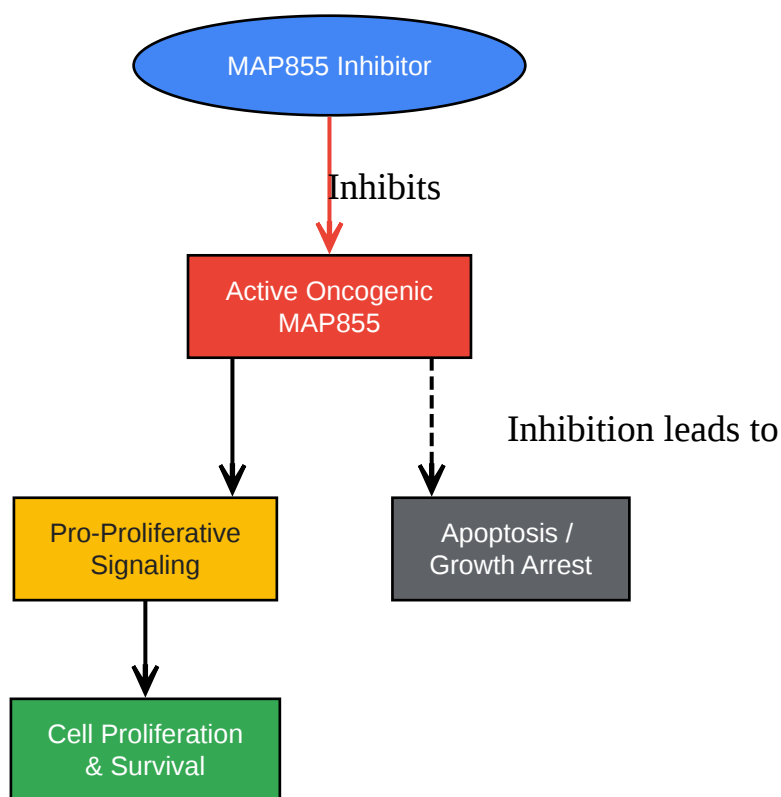 MAP855 Inhibitor
Inhibits
Active Oncogenic
MAP855
Inhibition leads to
Pro-Proliferative
Signaling
Apoptosis /
Growth Arrest
Cell Proliferation
& Survival